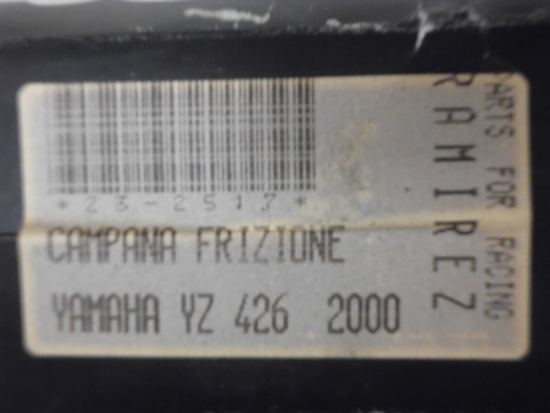 *23-2517*
CAMPANA FRIZIONE
YAMAHA YZ 426 2000
RAMIREZ
PARTS FOR RACING